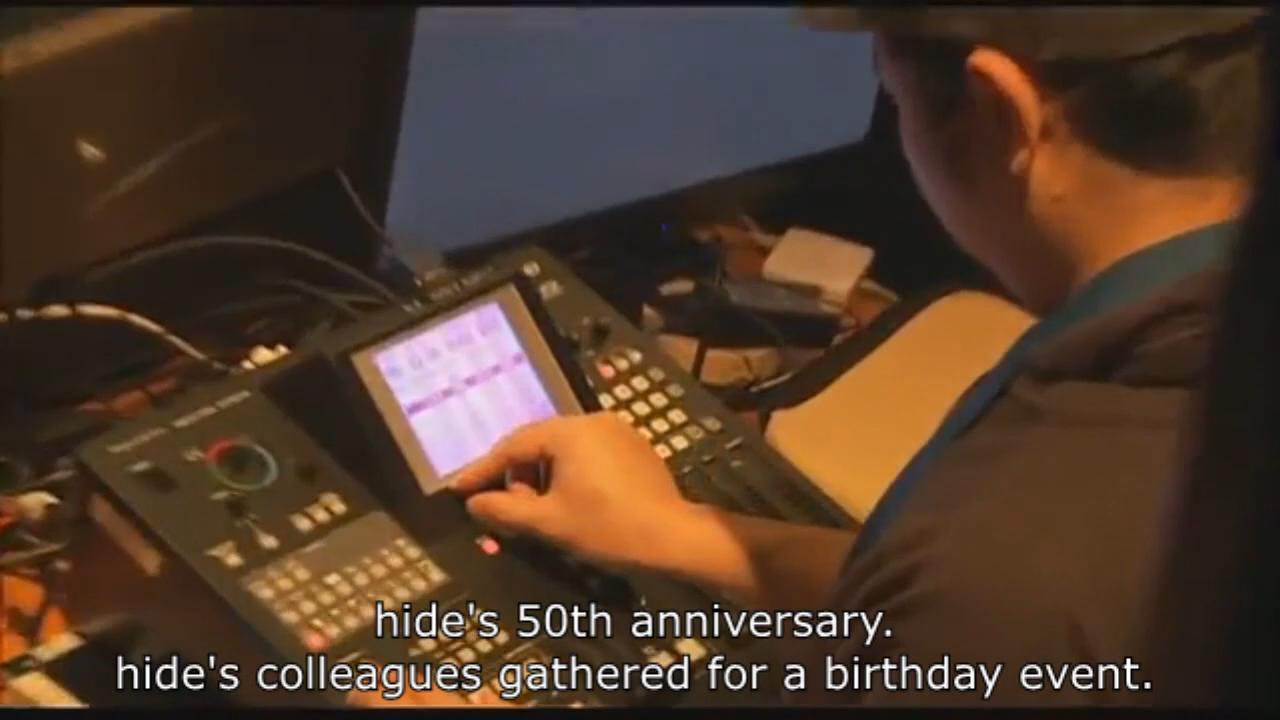 hide's 50th anniversary.
hide's colleagues gathered for a birthday event.